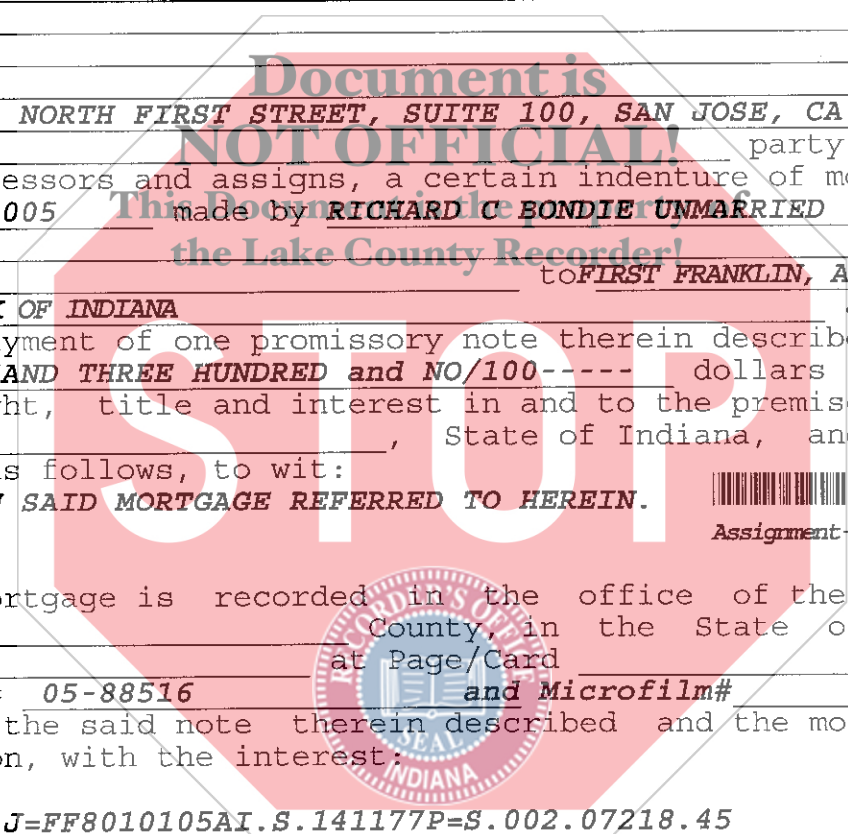 Document is
NORTH FIRST STREET, SUITE 100, SAN JOSE, CA
NOT OFFICIAL!
party
essors and assigns, a certain indenture of mo
This Document is the property of
005 made by RICHARD C BONDIE UNMARRIED
the Lake County Recorder!
toFIRST FRANKLIN, A
OF INDIANA
yment of one promissory note therein describe
AND THREE HUNDRED and NO/100----- dollars
ht, title and interest in and to the premise
, State of Indiana, and
s follows, to wit:
SAID MORTGAGE REFERRED TO HEREIN.
Assignment-
STOP
ortgage is recorded in the office of the
County, in the State o
at Page/Card
05-88516 and Microfilm#
the said note therein described and the mo
on, with the interest:
RECORDER'S OFFICE
SEAL
INDIANA
J=FF8010105AI.S.141177P=S.002.07218.45